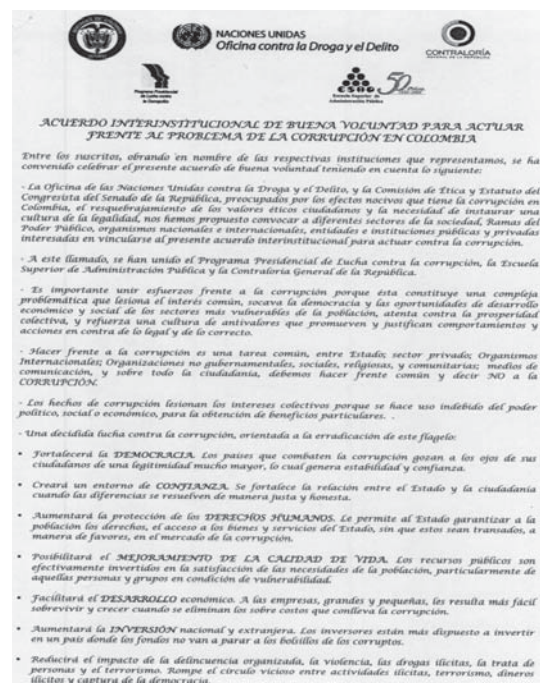 NACIONES UNIDAS
Oficina contra la Droga y el Delito
CONTRALORÍA
GENERAL DE LA REPÚBLICA
Programa Presidencial
de Lucha contra
la Corrupción
ESAP
50
Escuela Superior de
Administración Pública
ACUERDO INTERINSTITUCIONAL DE BUENA VOLUNTAD PARA ACTUAR
FRENTE AL PROBLEMA DE LA CORRUPCIÓN EN COLOMBIA
Entre los suscritos, obrando en nombre de las respectivas instituciones que representamos, se ha
convenido celebrar el presente acuerdo de buena voluntad teniendo en cuenta lo siguiente:
· La Oficina de las Naciones Unidas contra la Droga y el Delito, y la Comisión de Ética y Estatuto del
Congresista del Senado de la República, preocupados por los efectos nocivos que tiene la corrupción en
Colombia, el resquebrajamiento de los valores éticos ciudadanos y la necesidad de instaurar una
cultura de la legalidad, nos hemos propuesto convocar a diferentes sectores de la sociedad, Ramas del
Poder Público, organismos nacionales e internacionales, entidades e instituciones públicas y privadas
interesadas en vincularse al presente acuerdo interinstitucional para actuar contra la corrupción.
· A este llamado, se han unido el Programa Presidencial de Lucha contra la corrupción, la Escuela
Superior de Administración Pública y la Contraloría General de la República.
· Es importante unir esfuerzos frente a la corrupción porque ésta constituye una compleja
problemática que lesiona el interés común, socava la democracia y las oportunidades de desarrollo
económico y social de los sectores más vulnerables de la población, atenta contra la prosperidad
colectiva, y refuerza una cultura de antivalores que promueven y justifican comportamientos y
acciones en contra de lo legal y de lo correcto.
· Hacer frente a la corrupción es una tarea común, entre Estado; sector privado; Organismos
Internacionales; Organizaciones no gubernamentales, sociales, religiosas, y comunitarias; medios de
comunicación, y sobre todo la ciudadanía, debemos hacer frente común y decir NO a la
CORRUPCIÓN.
· Los hechos de corrupción lesionan los intereses colectivos porque se hace uso indebido del poder
político, social o económico, para la obtención de beneficios particulares. .
· Una decidida lucha contra la corrupción, orientada a la erradicación de este flagelo:
• Fortalecerá la DEMOCRACIA. Los países que combaten la corrupción gozan a los ojos de sus
ciudadanos de una legitimidad mucho mayor, lo cual genera estabilidad y confianza.
• Creará un entorno de CONFIANZA. Se fortalece la relación entre el Estado y la ciudadanía
cuando las diferencias se resuelven de manera justa y honesta.
• Aumentará la protección de los DERECHOS HUMANOS. Le permite al Estado garantizar a la
población los derechos, el acceso a los bienes y servicios del Estado, sin que estos sean transados, a
manera de favores, en el mercado de la corrupción.
• Posibilitará el MEJORAMIENTO DE LA CALIDAD DE VIDA. Los recursos públicos son
efectivamente invertidos en la satisfacción de las necesidades de la población, particularmente de
aquellas personas y grupos en condición de vulnerabilidad.
• Facilitará el DESARROLLO económico. A las empresas, grandes y pequeñas, les resulta más fácil
sobrevivir y crecer cuando se eliminan los sobre costos que conlleva la corrupción.
• Aumentará la INVERSIÓN nacional y extranjera. Los inversores están más dispuesto a invertir
en un país donde los fondos no van a parar a los bolsillos de los corruptos.
• Reducirá el impacto de la delincuencia organizada, la violencia, las drogas ilícitas, la trata de
personas y el terrorismo. Rompe el círculo vicioso entre actividades ilícitas, terrorismo, dineros
ilícitos y captura de la democracia.